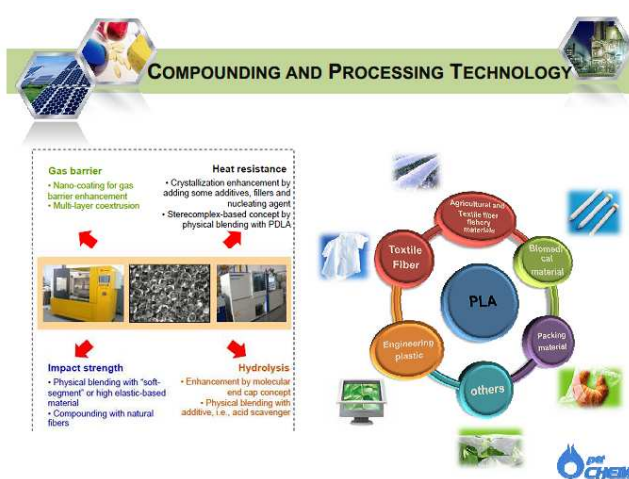 COMPOUNDING AND PROCESSING TECHNOLOGY
Gas barrier
• Nano-coating for gas
barrier enhancement
• Multi-layer coextrusion
Heat resistance
• Crystallization enhancement by
adding some additives, fillers and
nucleating agent
• Sterecomplex-based concept by
physical blending with PDLA
Impact strength
• Physical blending with "soft-
segment" or high elastic-based
material
• Compounding with natural
fibers
Hydrolysis
• Enhancement by molecular
end cap concept
• Physical blending with
additive, i.e., acid scavenger
Agricultural and
Textile fiber
fishery
materials
Textile
Fiber
Biomedi
cal
material
PLA
Engineering
plastic
Packing
material
others
ptt
CHEM